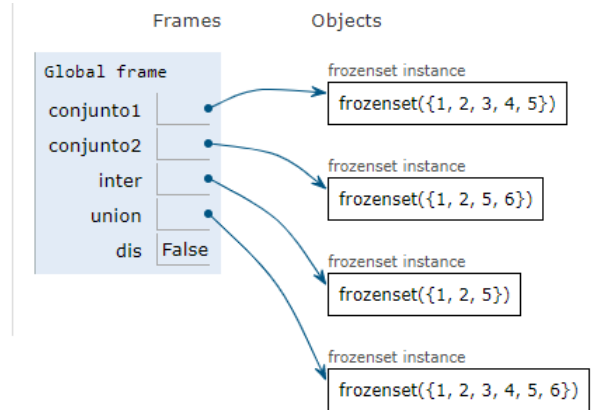 Frames Objects
Global frame
frozenset instance
conjunto1
frozenset({1, 2, 3, 4, 5})
conjunto2
frozenset instance
inter
frozenset({1, 2, 5, 6})
union
dis False
frozenset instance
frozenset({1, 2, 5})
frozenset instance
frozenset({1, 2, 3, 4, 5, 6})